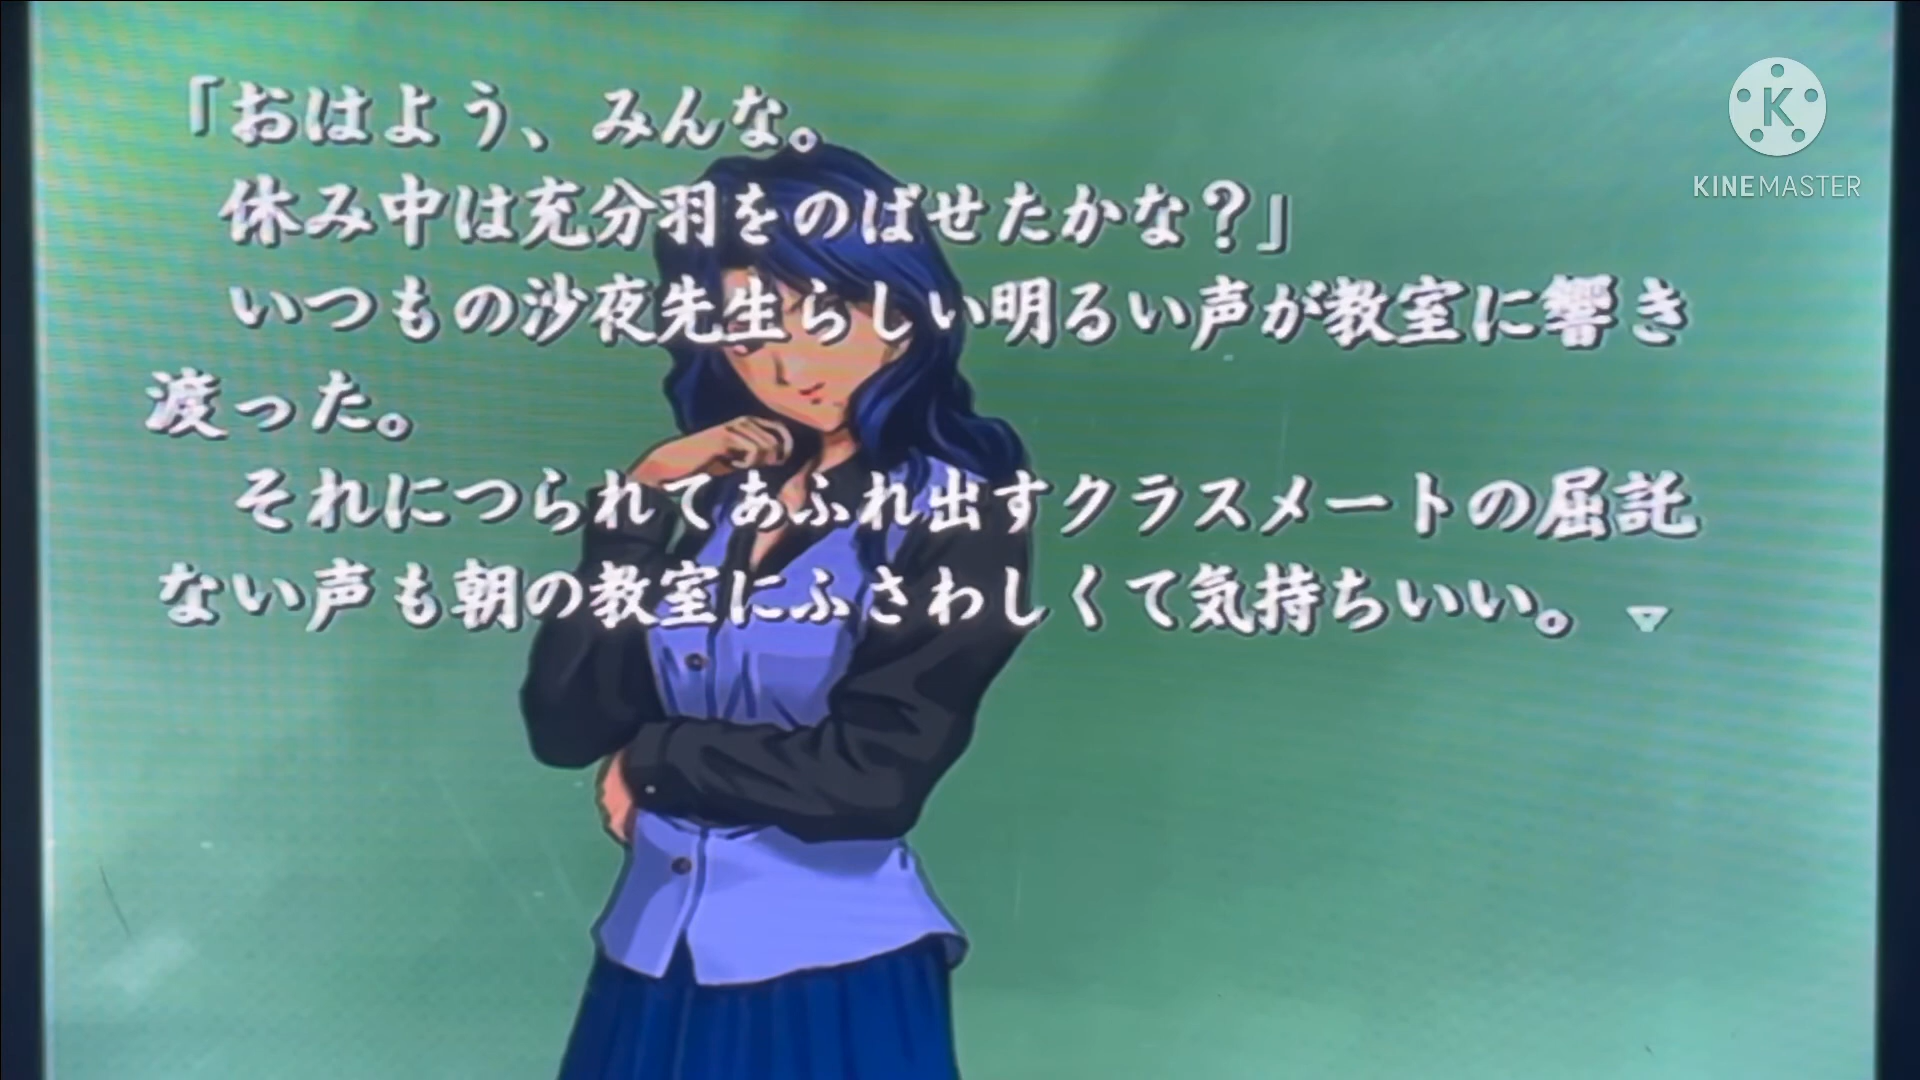 「おはよう、みんな。
休み中は充分羽をのばせたかな？」
いつもの沙夜先生らしい明るい声が教室に響き
渡った。
それにつられてあふれ出すクラスメートの屈託
ない声も朝の教室にふさわしくて気持ちいい。
K
KINEMASTER